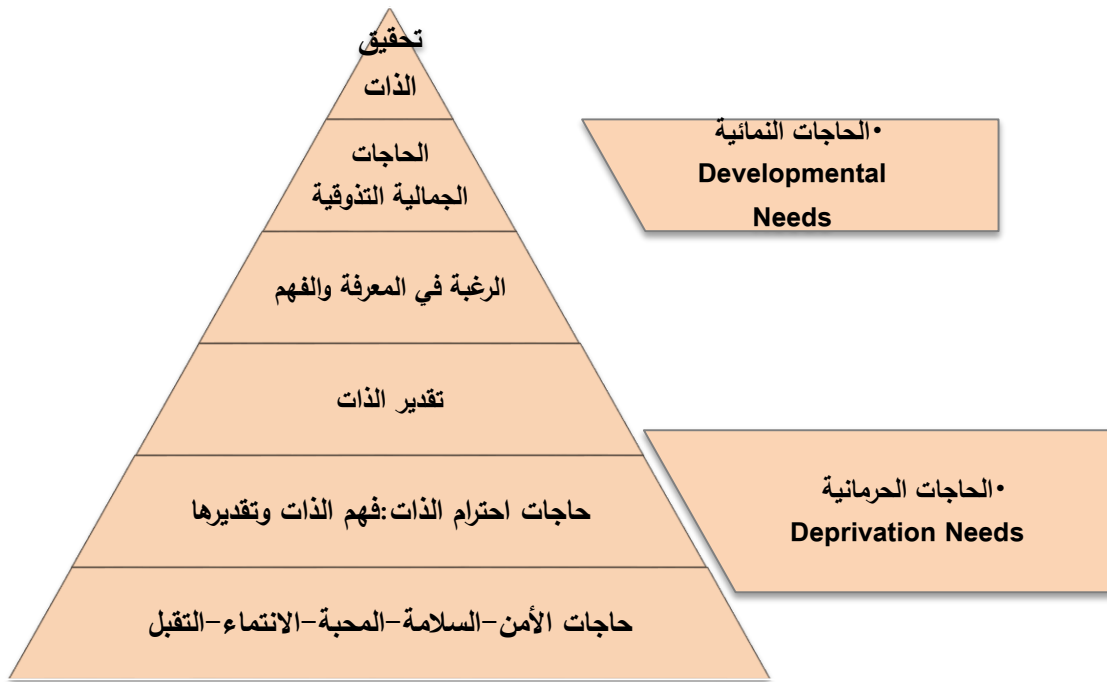 تحقيق
الذات
الحاجات
الجمالية التذوقية
الرغبة في المعرفة والفهم
تقدير الذات
حاجات احترام الذات:فهم الذات وتقديرها
حاجات الأمن-السلامة-المحبة-الانتماء-التقبل
•الحاجات النمائية
Developmental
Needs
•الحاجات الحرمانية
Deprivation Needs